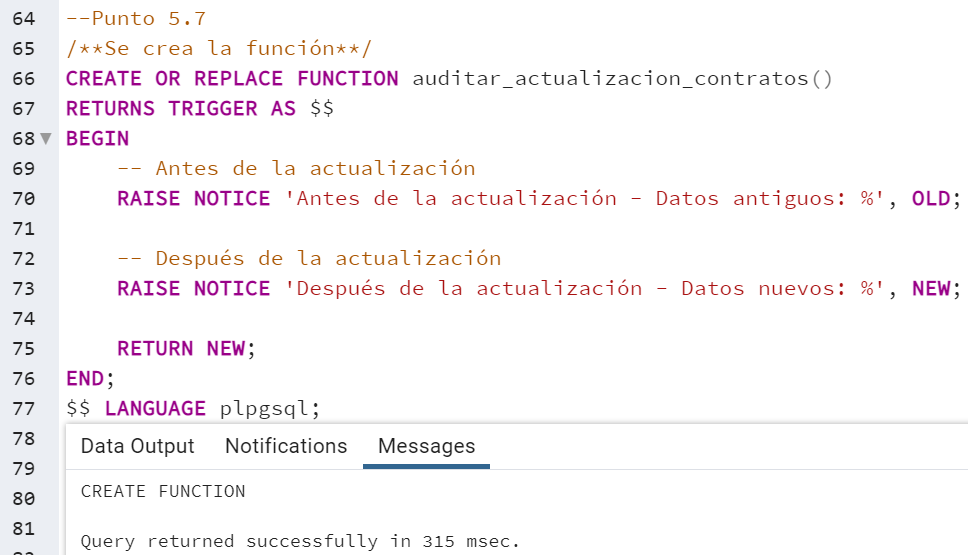 64 --Punto 5.7
65 /**Se crea la función**/
66 CREATE OR REPLACE FUNCTION auditar_actualizacion_contratos()
67 RETURNS TRIGGER AS $$
68 BEGIN
69 -- Antes de la actualización
70 RAISE NOTICE 'Antes de la actualización - Datos antiguos: %', OLD;
71
72 -- Después de la actualización
73 RAISE NOTICE 'Después de la actualización - Datos nuevos: %', NEW;
74
75 RETURN NEW;
76 END;
77 $$ LANGUAGE plpgsql;
78
Data Output Notifications Messages
79
80 CREATE FUNCTION
81
Query returned successfully in 315 msec.